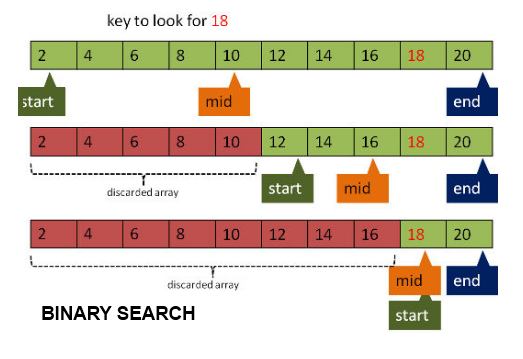 key to look for 18
2 4 6 8 10 12 14 16 18 20
start mid end
2 4 6 8 10 12 14 16 18 20
discarded array start mid end
2 4 6 8 10 12 14 16 18 20
discarded array mid end
BINARY SEARCH start